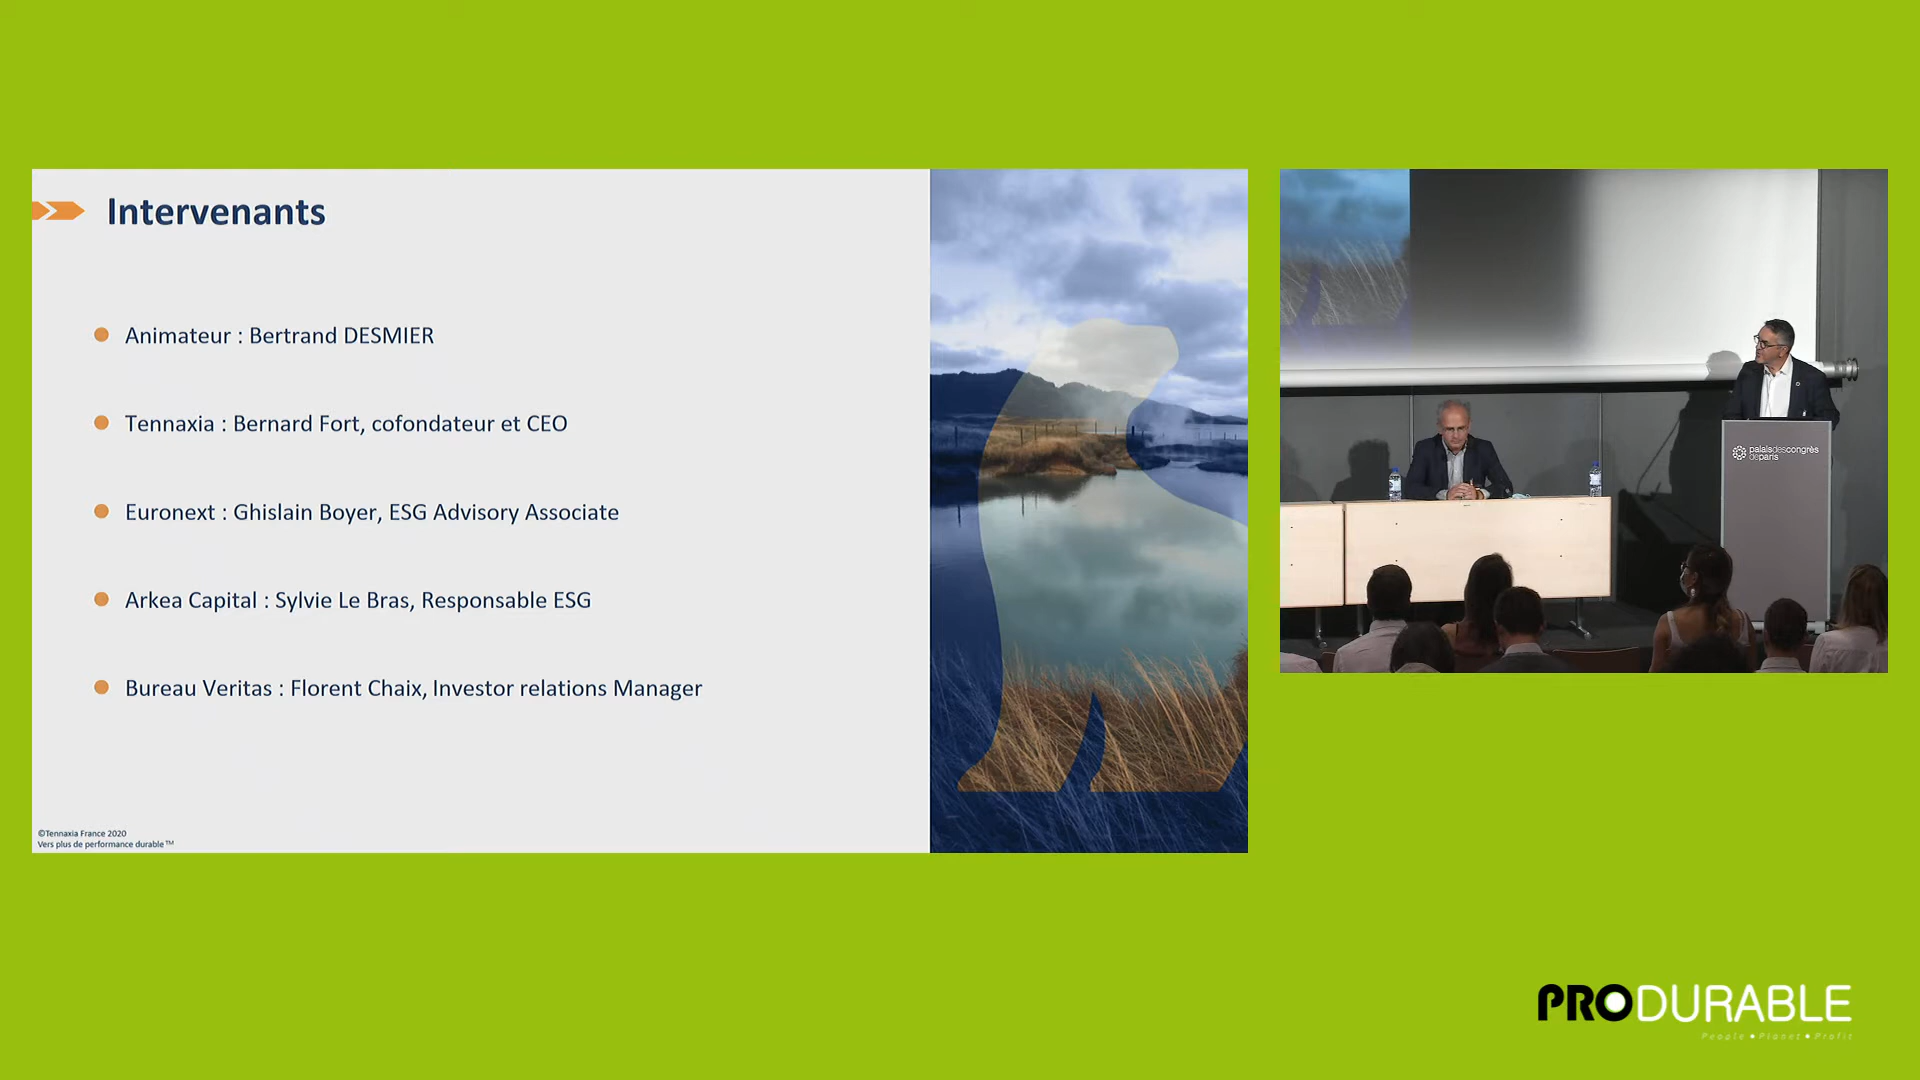 Intervenants
Animateur : Bertrand DESMIER
Tennaxia : Bernard Fort, cofondateur et CEO
Euronext : Ghislain Boyer, ESG Advisory Associate
Arkea Capital : Sylvie Le Bras, Responsable ESG
Bureau Veritas : Florent Chaix, Investor relations Manager
©Tennaxia France 2020
Vers plus de performance durable™
palaisdescongrès
deparis
PRODURABLE
People • Planet • Profit